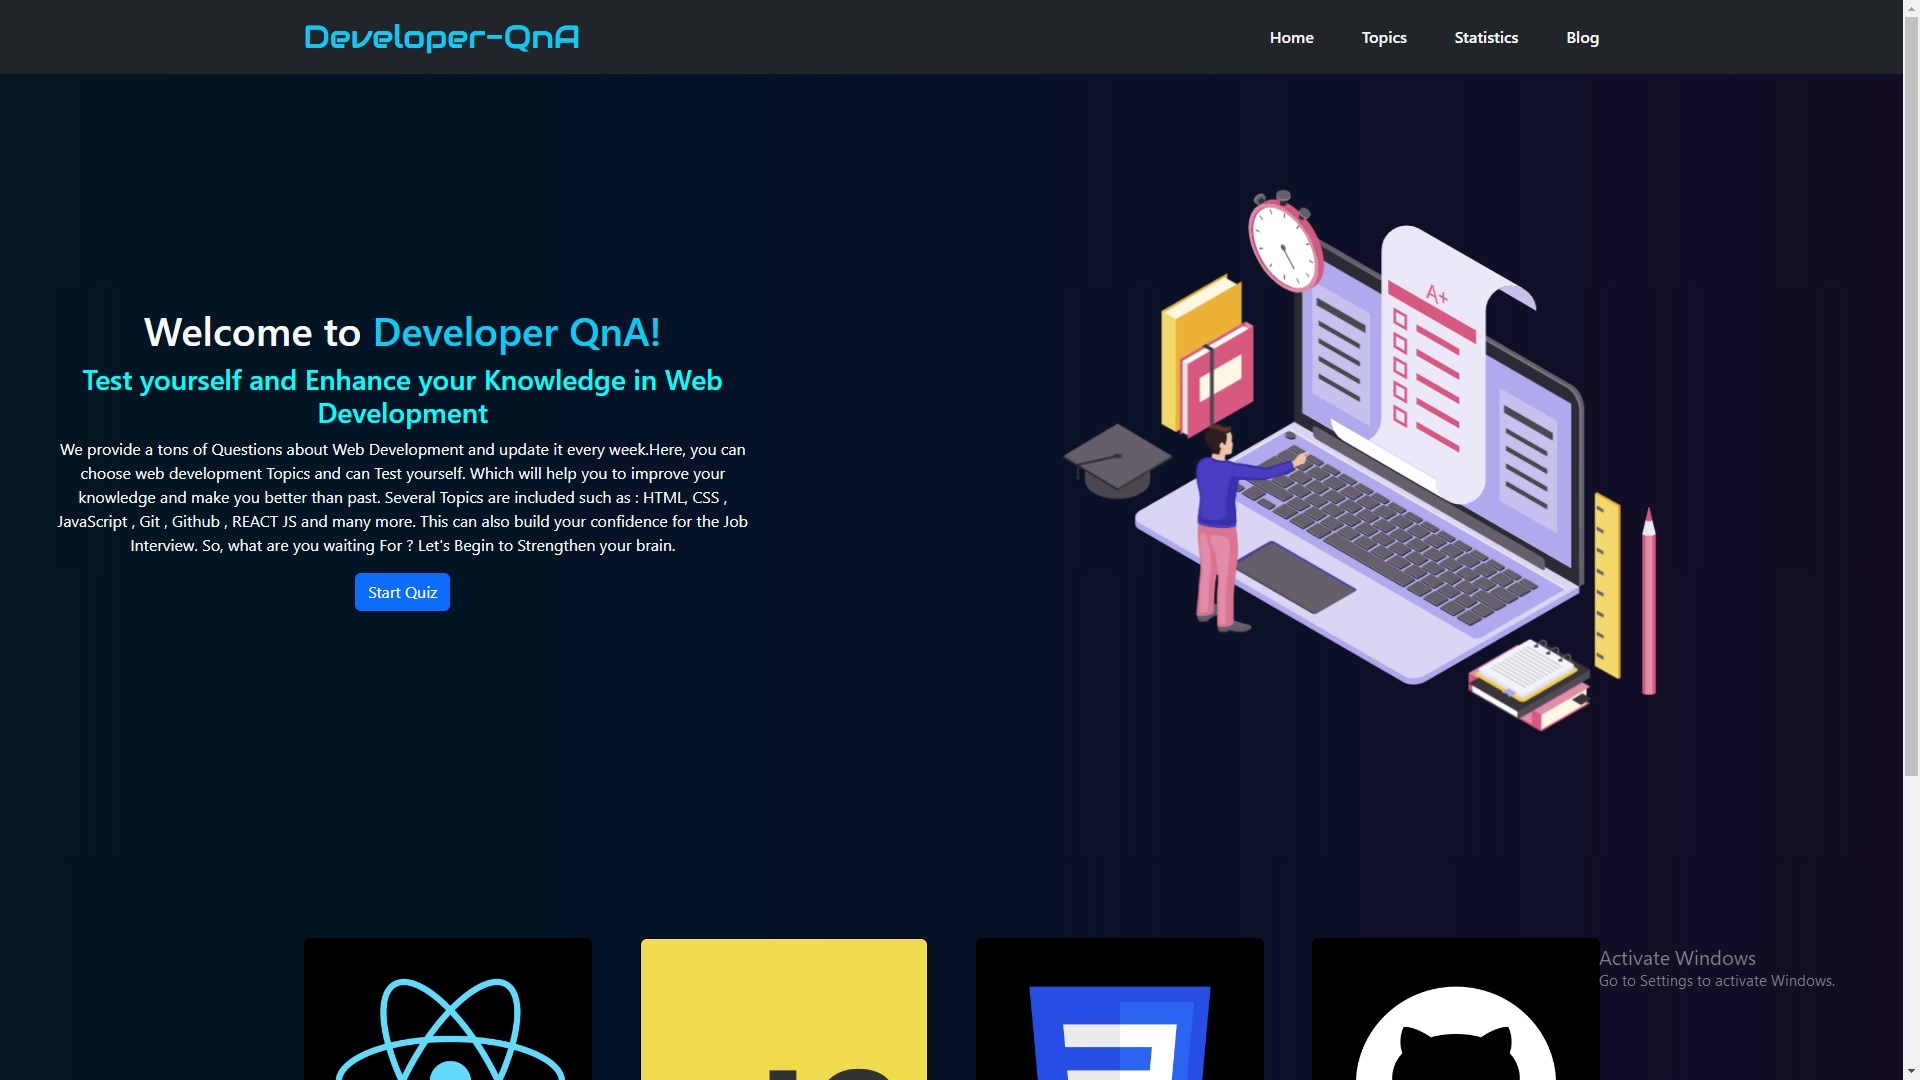 Developer-QnA
Home
Topics
Statistics
Blog
Welcome to Developer QnA!
Test yourself and Enhance your Knowledge in Web
Development
We provide a tons of Questions about Web Development and update it every week.Here, you can
choose web development Topics and can Test yourself. Which will help you to improve your
knowledge and make you better than past. Several Topics are included such as : HTML, CSS ,
JavaScript , Git , Github , REACT JS and many more. This can also build your confidence for the Job
Interview. So, what are you waiting For ? Let's Begin to Strengthen your brain.
Start Quiz
A+
Activate Windows
Go to Settings to activate Windows.